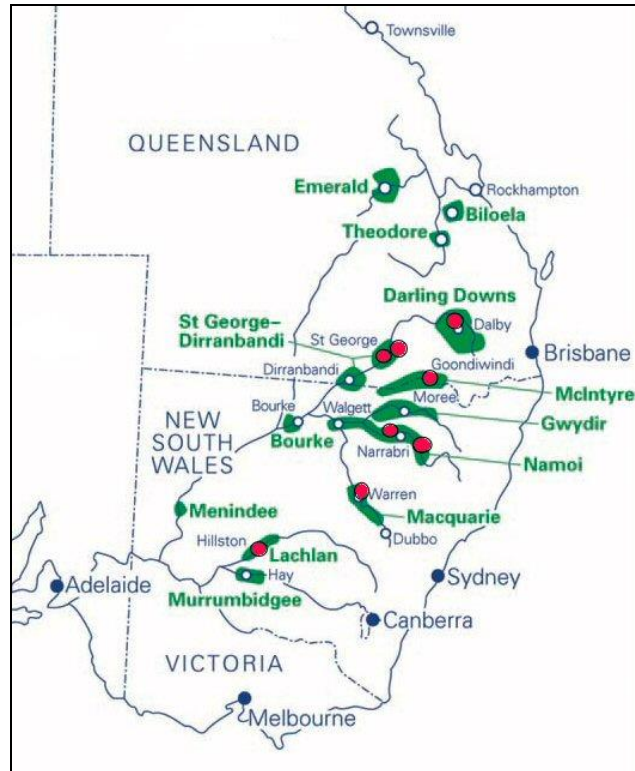 Townsville
QUEENSLAND
Emerald
Rockhampton
Biloela
Theodore
Darling Downs
St George–
Dirranbandi
St George
Dalby
Brisbane
Goondiwindi
Dirranbandi
McIntyre
Moree
Bourke
Walgett
Gwydir
NEW
SOUTH
WALES
Bourke
Narrabri
Namoi
Warren
Menindee
Macquarie
Hillston
Dubbo
Lachlan
Hay
Sydney
Adelaide
Murrumbidgee
Canberra
VICTORIA
Melbourne